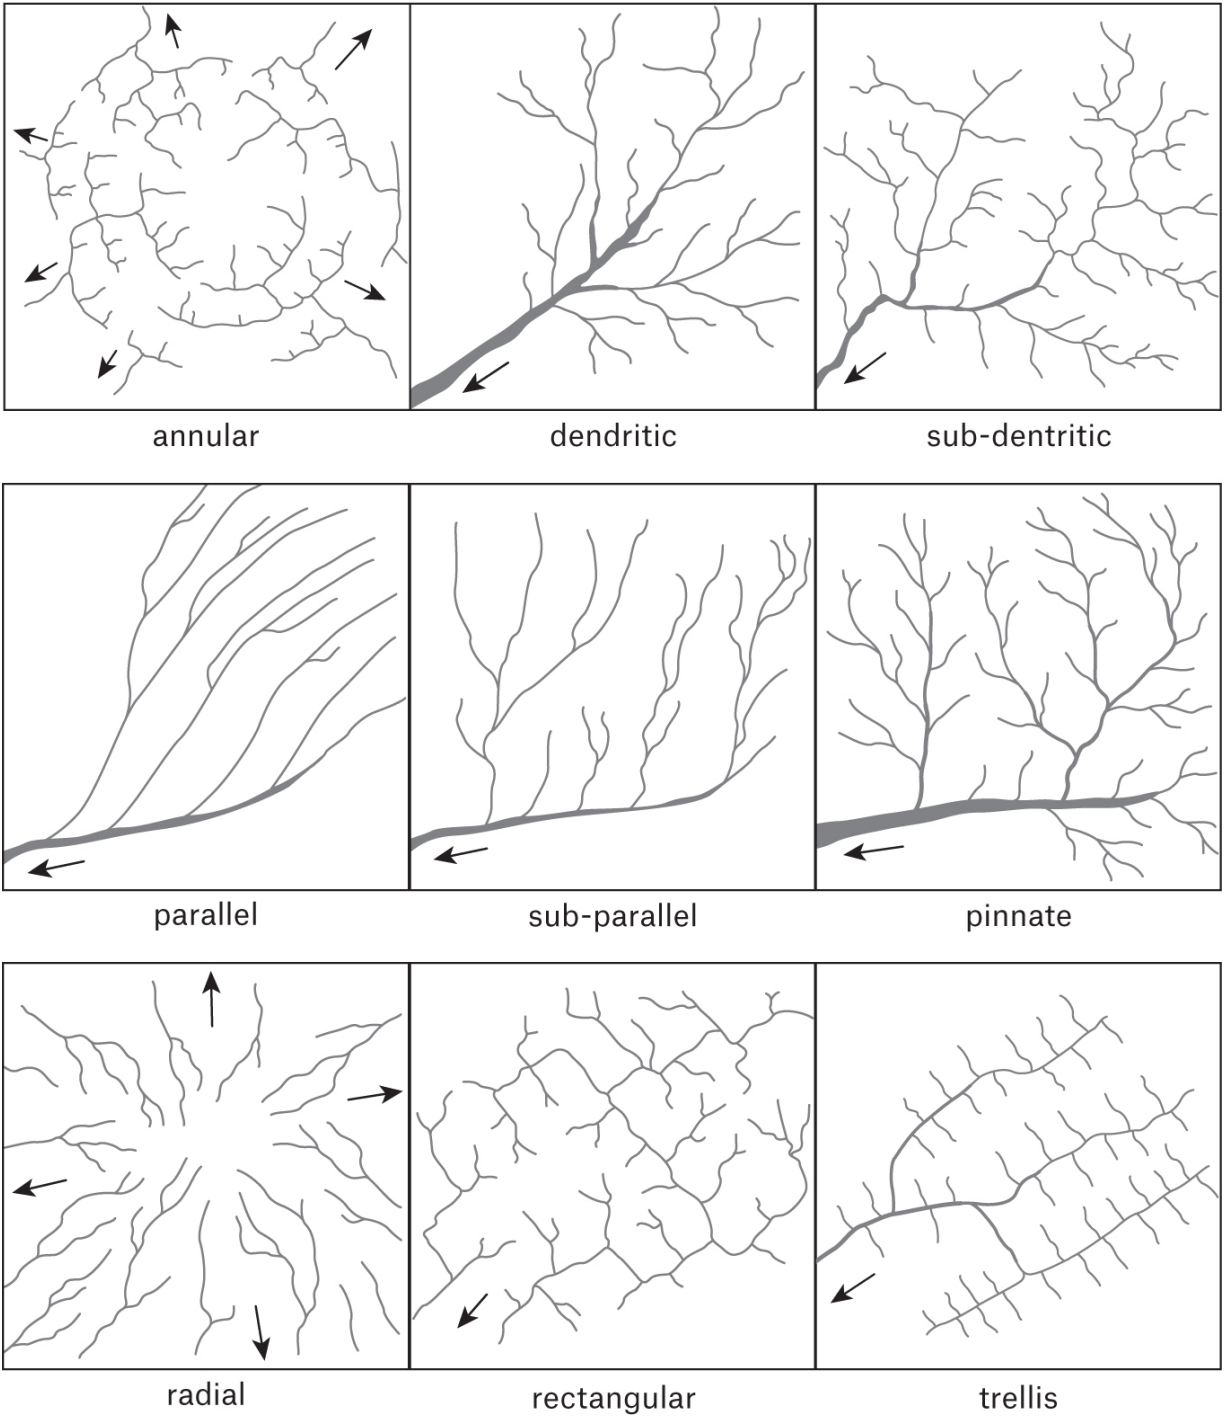 annular
dendritic
sub-dentritic
parallel
sub-parallel
pinnate
radial
rectangular
trellis